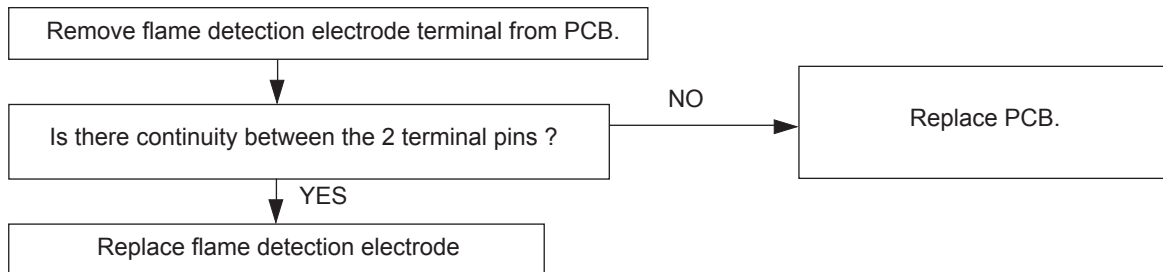 Remove flame detection electrode terminal from PCB.
Is there continuity between the 2 terminal pins ?
NO
Replace PCB.
YES
Replace flame detection electrode